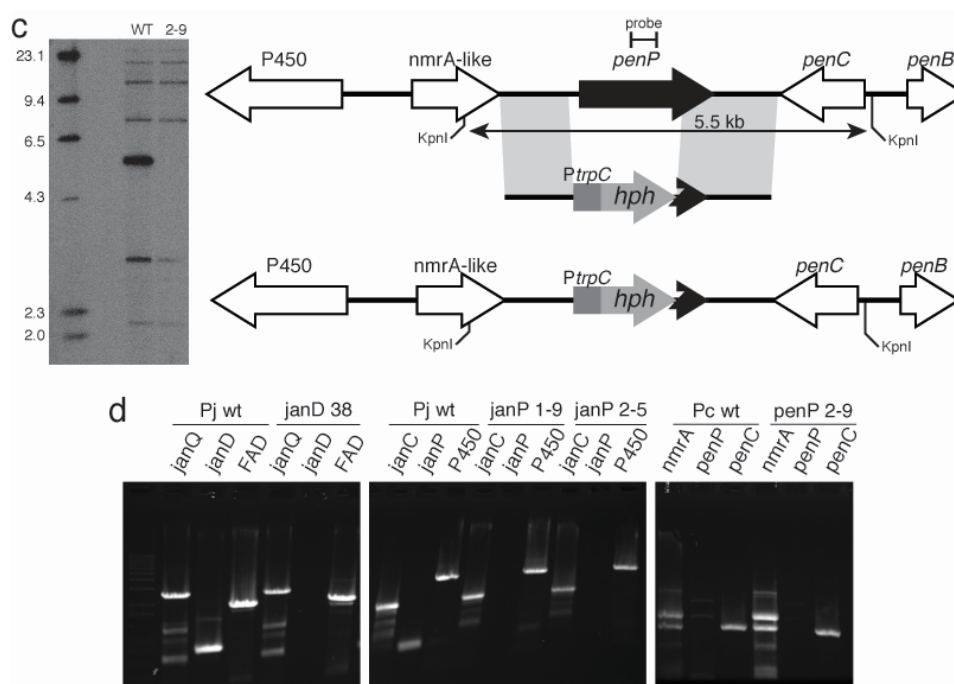 c
WT 2-9
23.1
9.4
6.5
4.3
2.3
2.0
probe
P450 nmrA-like penP penC penB
KpnI 5.5 kb KpnI
PtrpC
hph
P450 nmrA-like PtrpC penC penB
hph
KpnI KpnI
d
Pj wt janD 38 Pj wt janP 1-9 janP 2-5 Pc wt penP 2-9
janQ janD FAD janQ janD FAD janC janP P450 janC janP P450 janC janP P450 nmrA penP penC nmrA penP penC